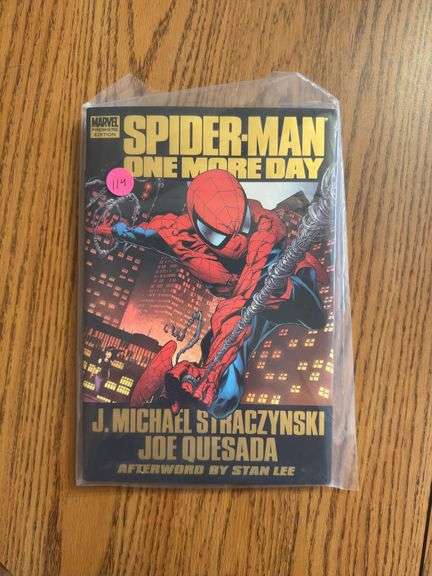 MARVEL
PREMIERE
EDITION
SPIDER-MAN
ONE MORE DAY
114
J. MICHAEL STRACZYNSKI
JOE QUESADA
AFTERWORD BY STAN LEE